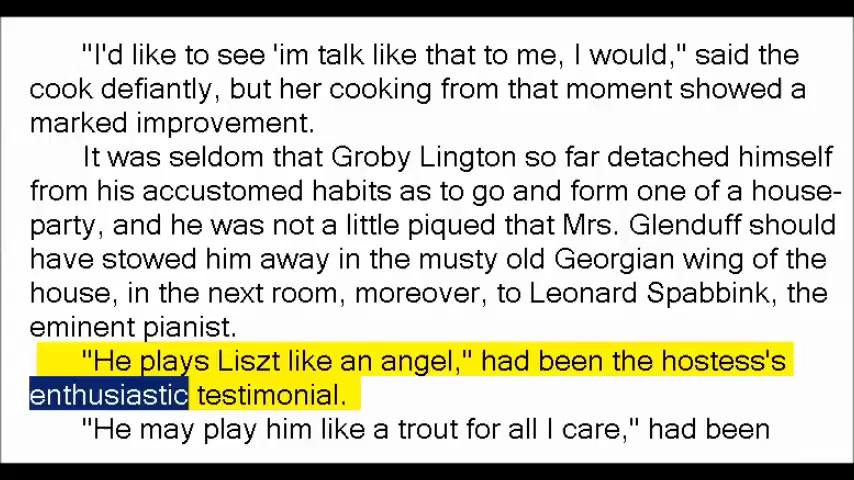 "I'd like to see 'im talk like that to me, I would," said the
cook defiantly, but her cooking from that moment showed a
marked improvement.
It was seldom that Groby Lington so far detached himself
from his accustomed habits as to go and form one of a house-
party, and he was not a little piqued that Mrs. Glenduff should
have stowed him away in the musty old Georgian wing of the
house, in the next room, moreover, to Leonard Spabbink, the
eminent pianist.
"He plays Liszt like an angel," had been the hostess's
enthusiastic testimonial.
"He may play him like a trout for all I care," had been